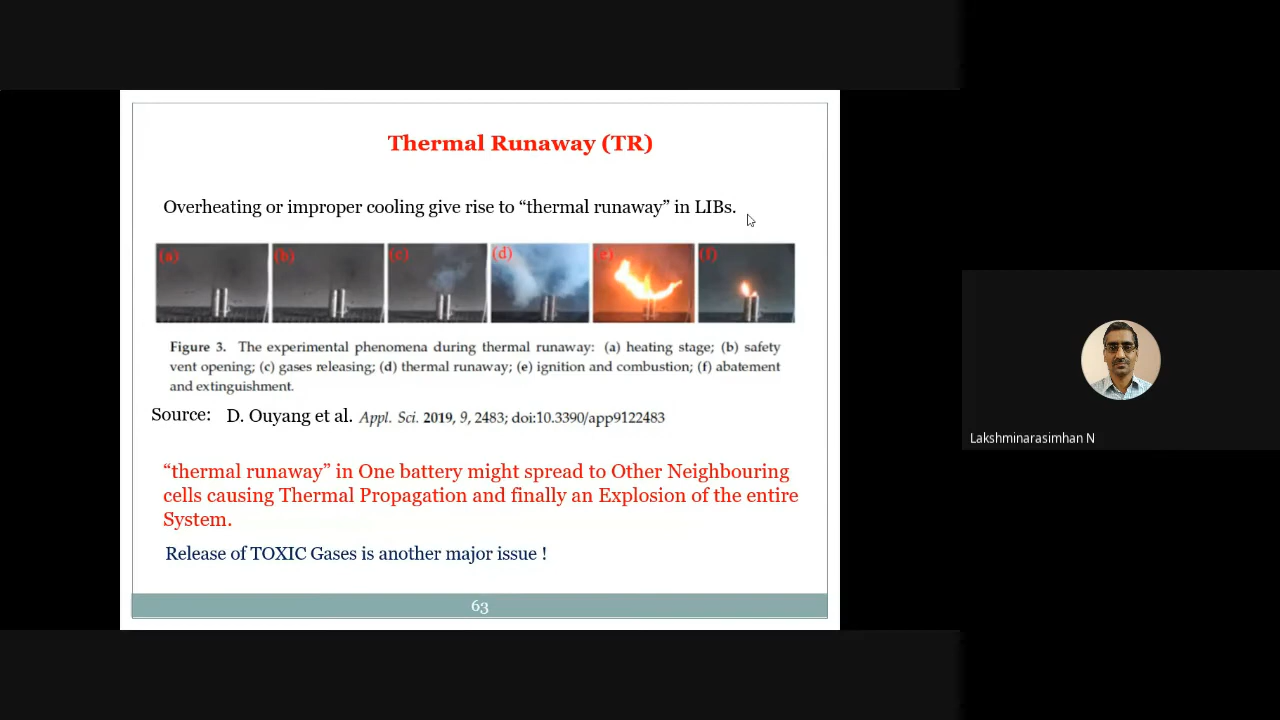 Thermal Runaway (TR)
Overheating or improper cooling give rise to “thermal runaway” in LIBs.
(a) (b) (c) (d) (e) (f)
Figure 3. The experimental phenomena during thermal runaway: (a) heating stage; (b) safety
vent opening; (c) gases releasing; (d) thermal runaway; (e) ignition and combustion; (f) abatement
and extinguishment.
Source: D. Ouyang et al. Appl. Sci. 2019, 9, 2483; doi:10.3390/app9122483
“thermal runaway” in One battery might spread to Other Neighbouring
cells causing Thermal Propagation and finally an Explosion of the entire
System.
Release of TOXIC Gases is another major issue !
63
Lakshminarasimhan N